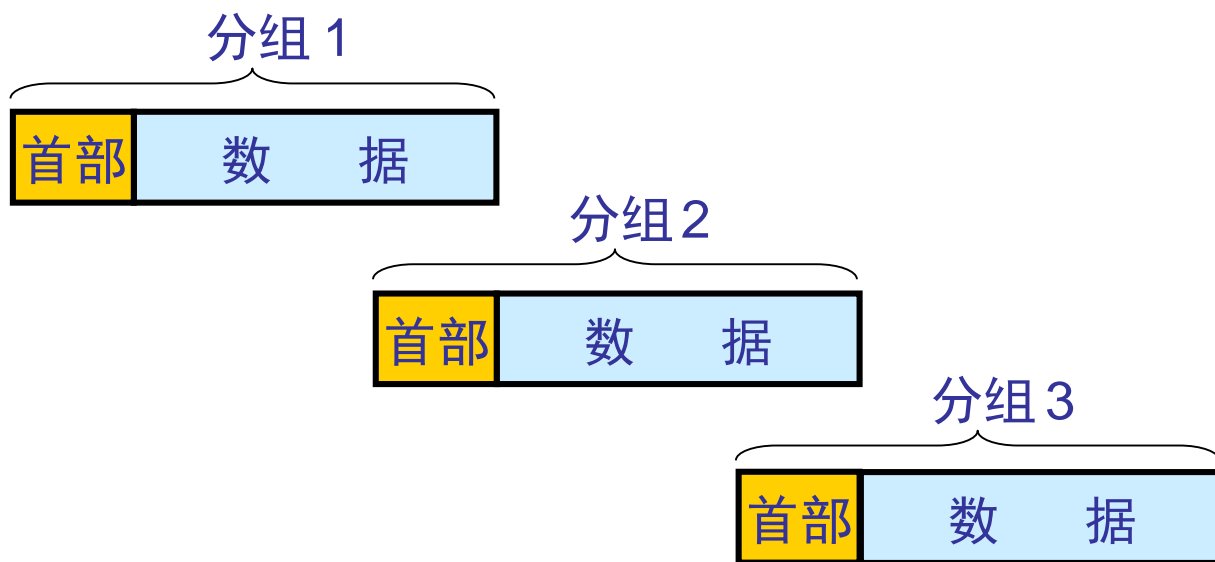 分组 1
首部 数 据
分组 2
首部 数 据
分组 3
首部 数 据